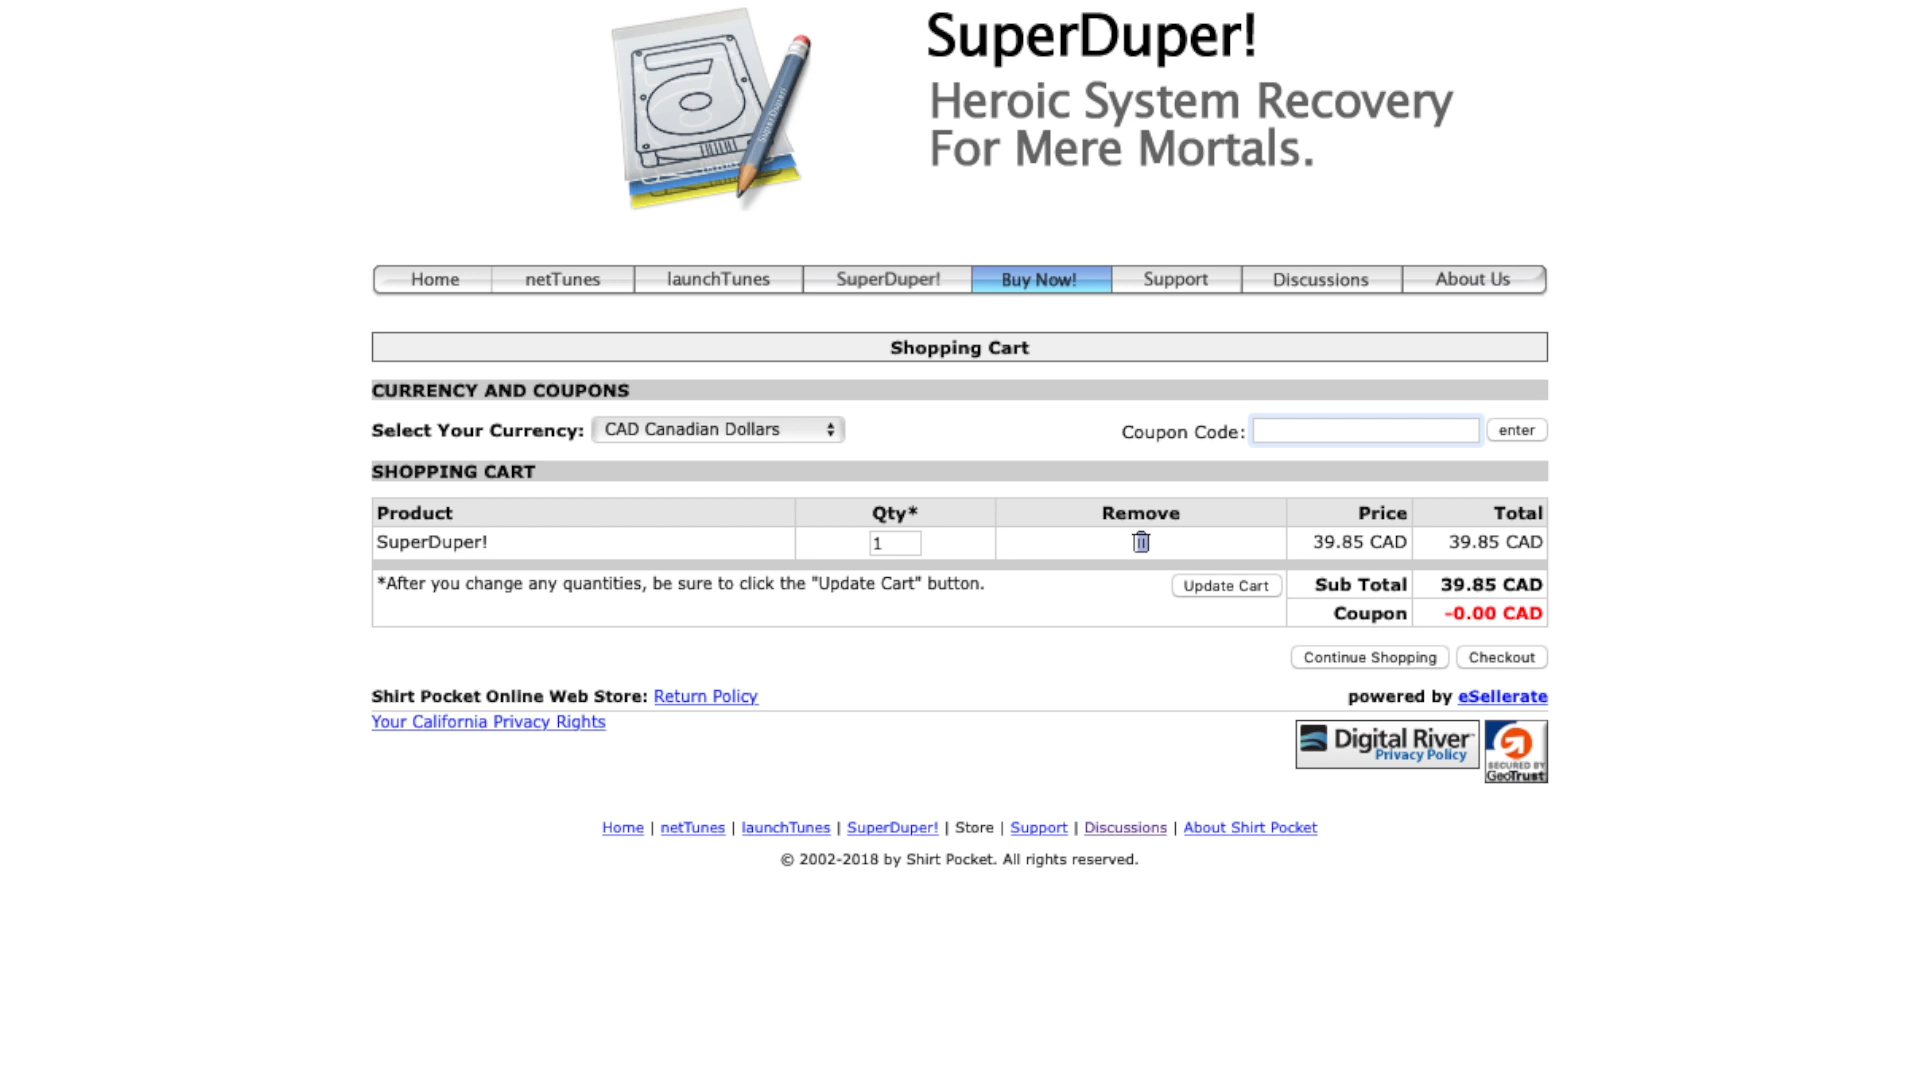 SuperDuper!
Heroic System Recovery
For Mere Mortals.
SuperDuper!
Home netTunes launchTunes SuperDuper! Buy Now! Support Discussions About Us
Shopping Cart
CURRENCY AND COUPONS
Select Your Currency: CAD Canadian Dollars Coupon Code: enter
SHOPPING CART
Product Qty* Remove Price Total
SuperDuper! 1 39.85 CAD 39.85 CAD
*After you change any quantities, be sure to click the "Update Cart" button. Update Cart Sub Total 39.85 CAD
Coupon -0.00 CAD
Continue Shopping Checkout
Shirt Pocket Online Web Store: Return Policy powered by eSellerate
Your California Privacy Rights
Digital River
Privacy Policy
SECURED BY
GeoTrust
Home | netTunes | launchTunes | SuperDuper! | Store | Support | Discussions | About Shirt Pocket
© 2002-2018 by Shirt Pocket. All rights reserved.